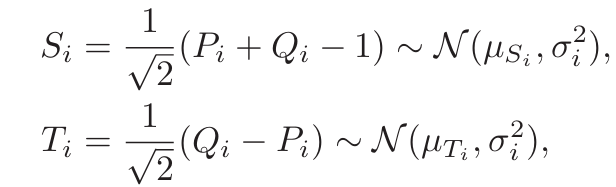 S_i = \frac{1}{\sqrt{2}}(P_i + Q_i - 1) \sim \mathcal{N}(\mu_{S_i}, \sigma_i^2),
T_i = \frac{1}{\sqrt{2}}(Q_i - P_i) \sim \mathcal{N}(\mu_{T_i}, \sigma_i^2),